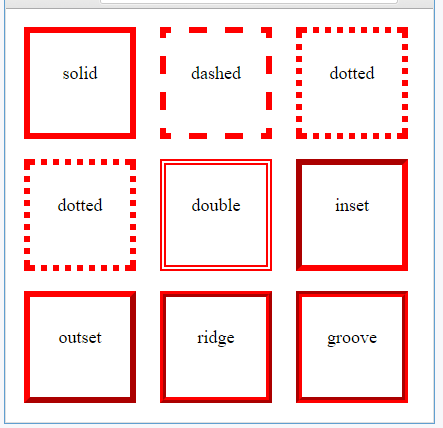 solid dashed dotted
dotted double inset
outset ridge groove